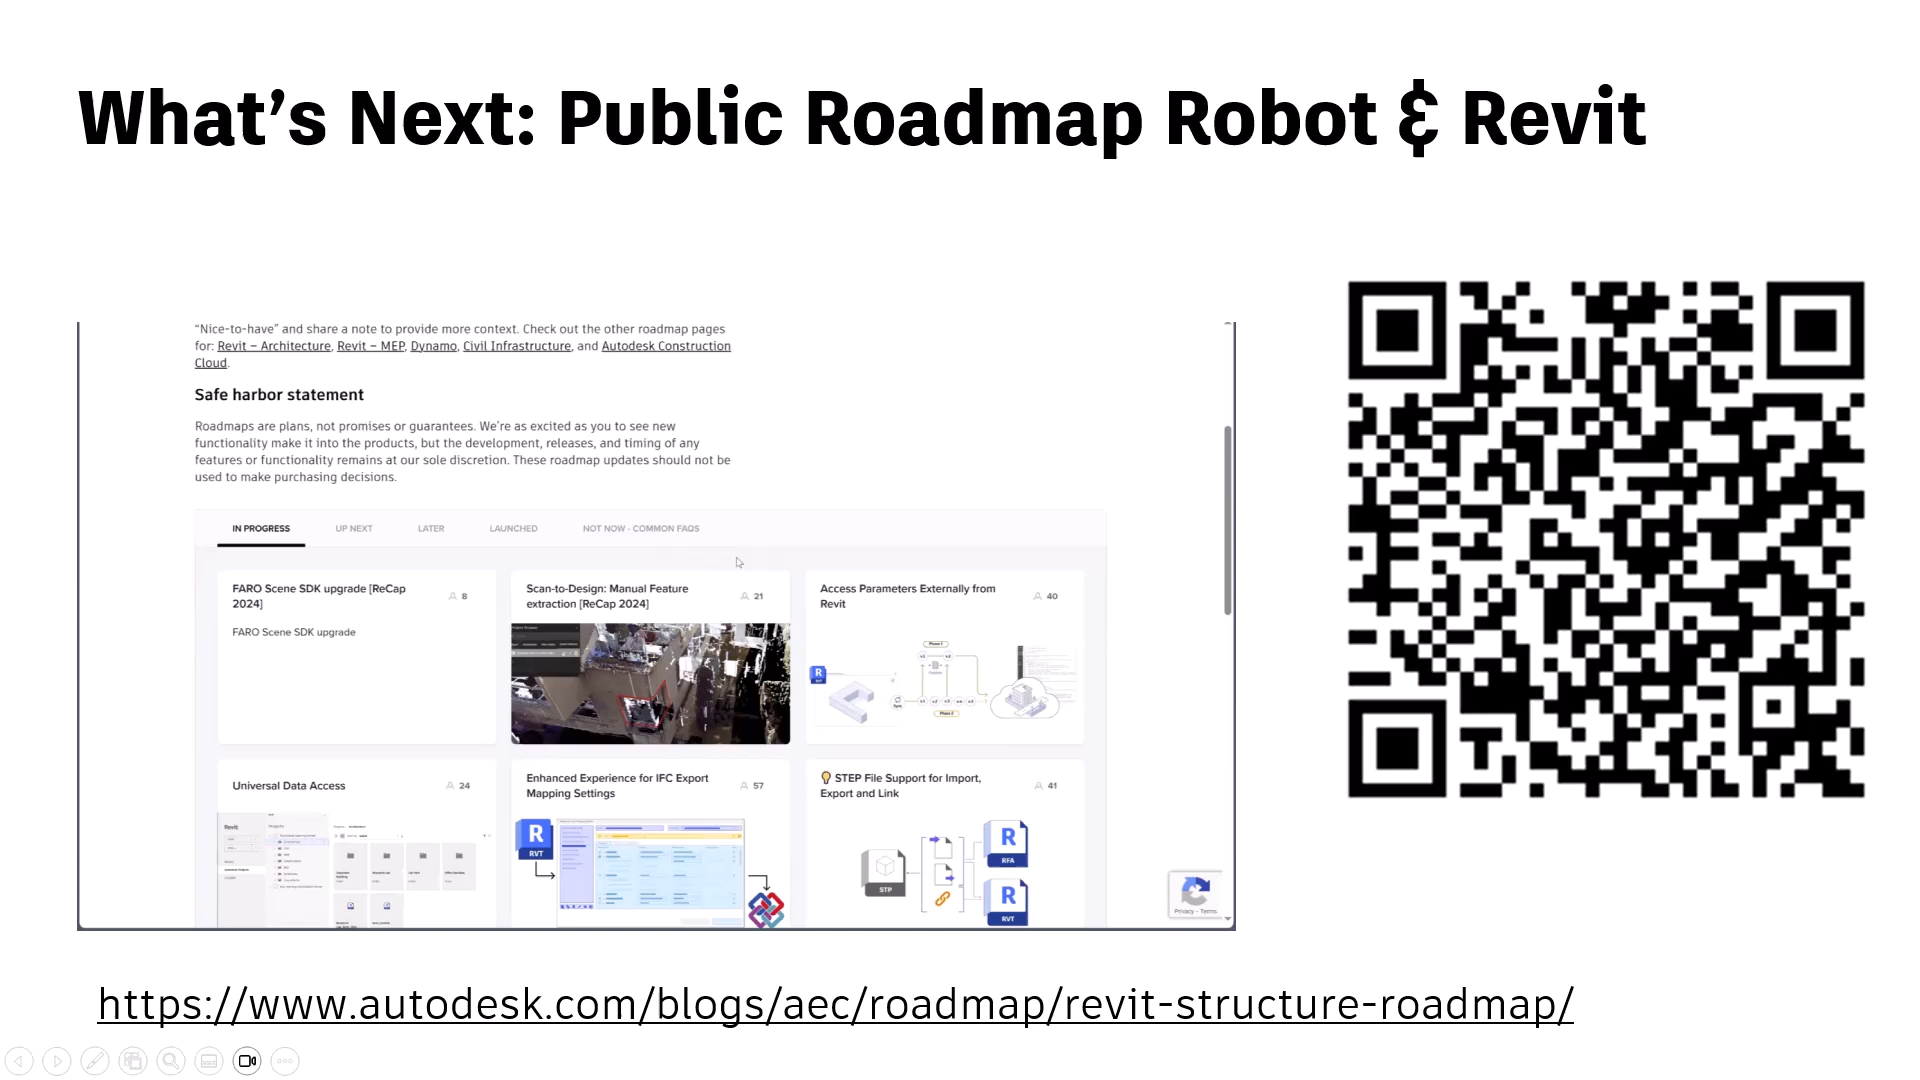 What’s Next: Public Roadmap Robot & Revit
“Nice-to-have” and share a note to provide more context. Check out the other roadmap pages
for: Revit – Architecture, Revit – MEP, Dynamo, Civil Infrastructure, and Autodesk Construction
Cloud.
Safe harbor statement
Roadmaps are plans, not promises or guarantees. We’re as excited as you to see new
functionality make it into the products, but the development, releases, and timing of any
features or functionality remains at our sole discretion. These roadmap updates should not be
used to make purchasing decisions.
IN PROGRESS UP NEXT LATER LAUNCHED NOT NOW - COMMON FAQS
FARO Scene SDK upgrade [ReCap
2024]
8
FARO Scene SDK upgrade
Scan-to-Design: Manual Feature
extraction [ReCap 2024]
21
Access Parameters Externally from
Revit
40
R
Phase 1
Phase 2
Sync
Universal Data Access
24
Revit
Enhanced Experience for IFC Export
Mapping Settings
57
R
RVT
STEP File Support for Import,
Export and Link
41
STP
R
RFA
R
RVT
Privacy - Terms
https://www.autodesk.com/blogs/aec/roadmap/revit-structure-roadmap/